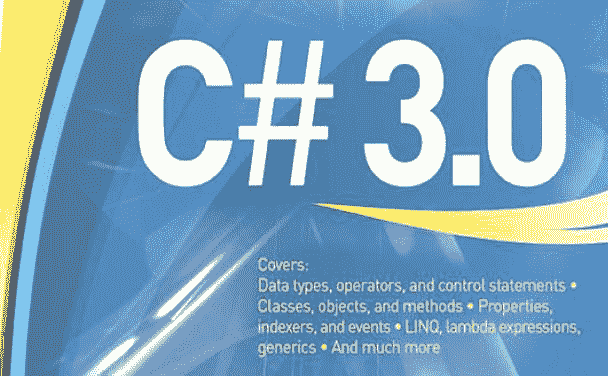 C# 3.0
Covers:
Data types, operators, and control statements •
Classes, objects, and methods • Properties,
indexers, and events • LINQ, lambda expressions,
generics • And much more